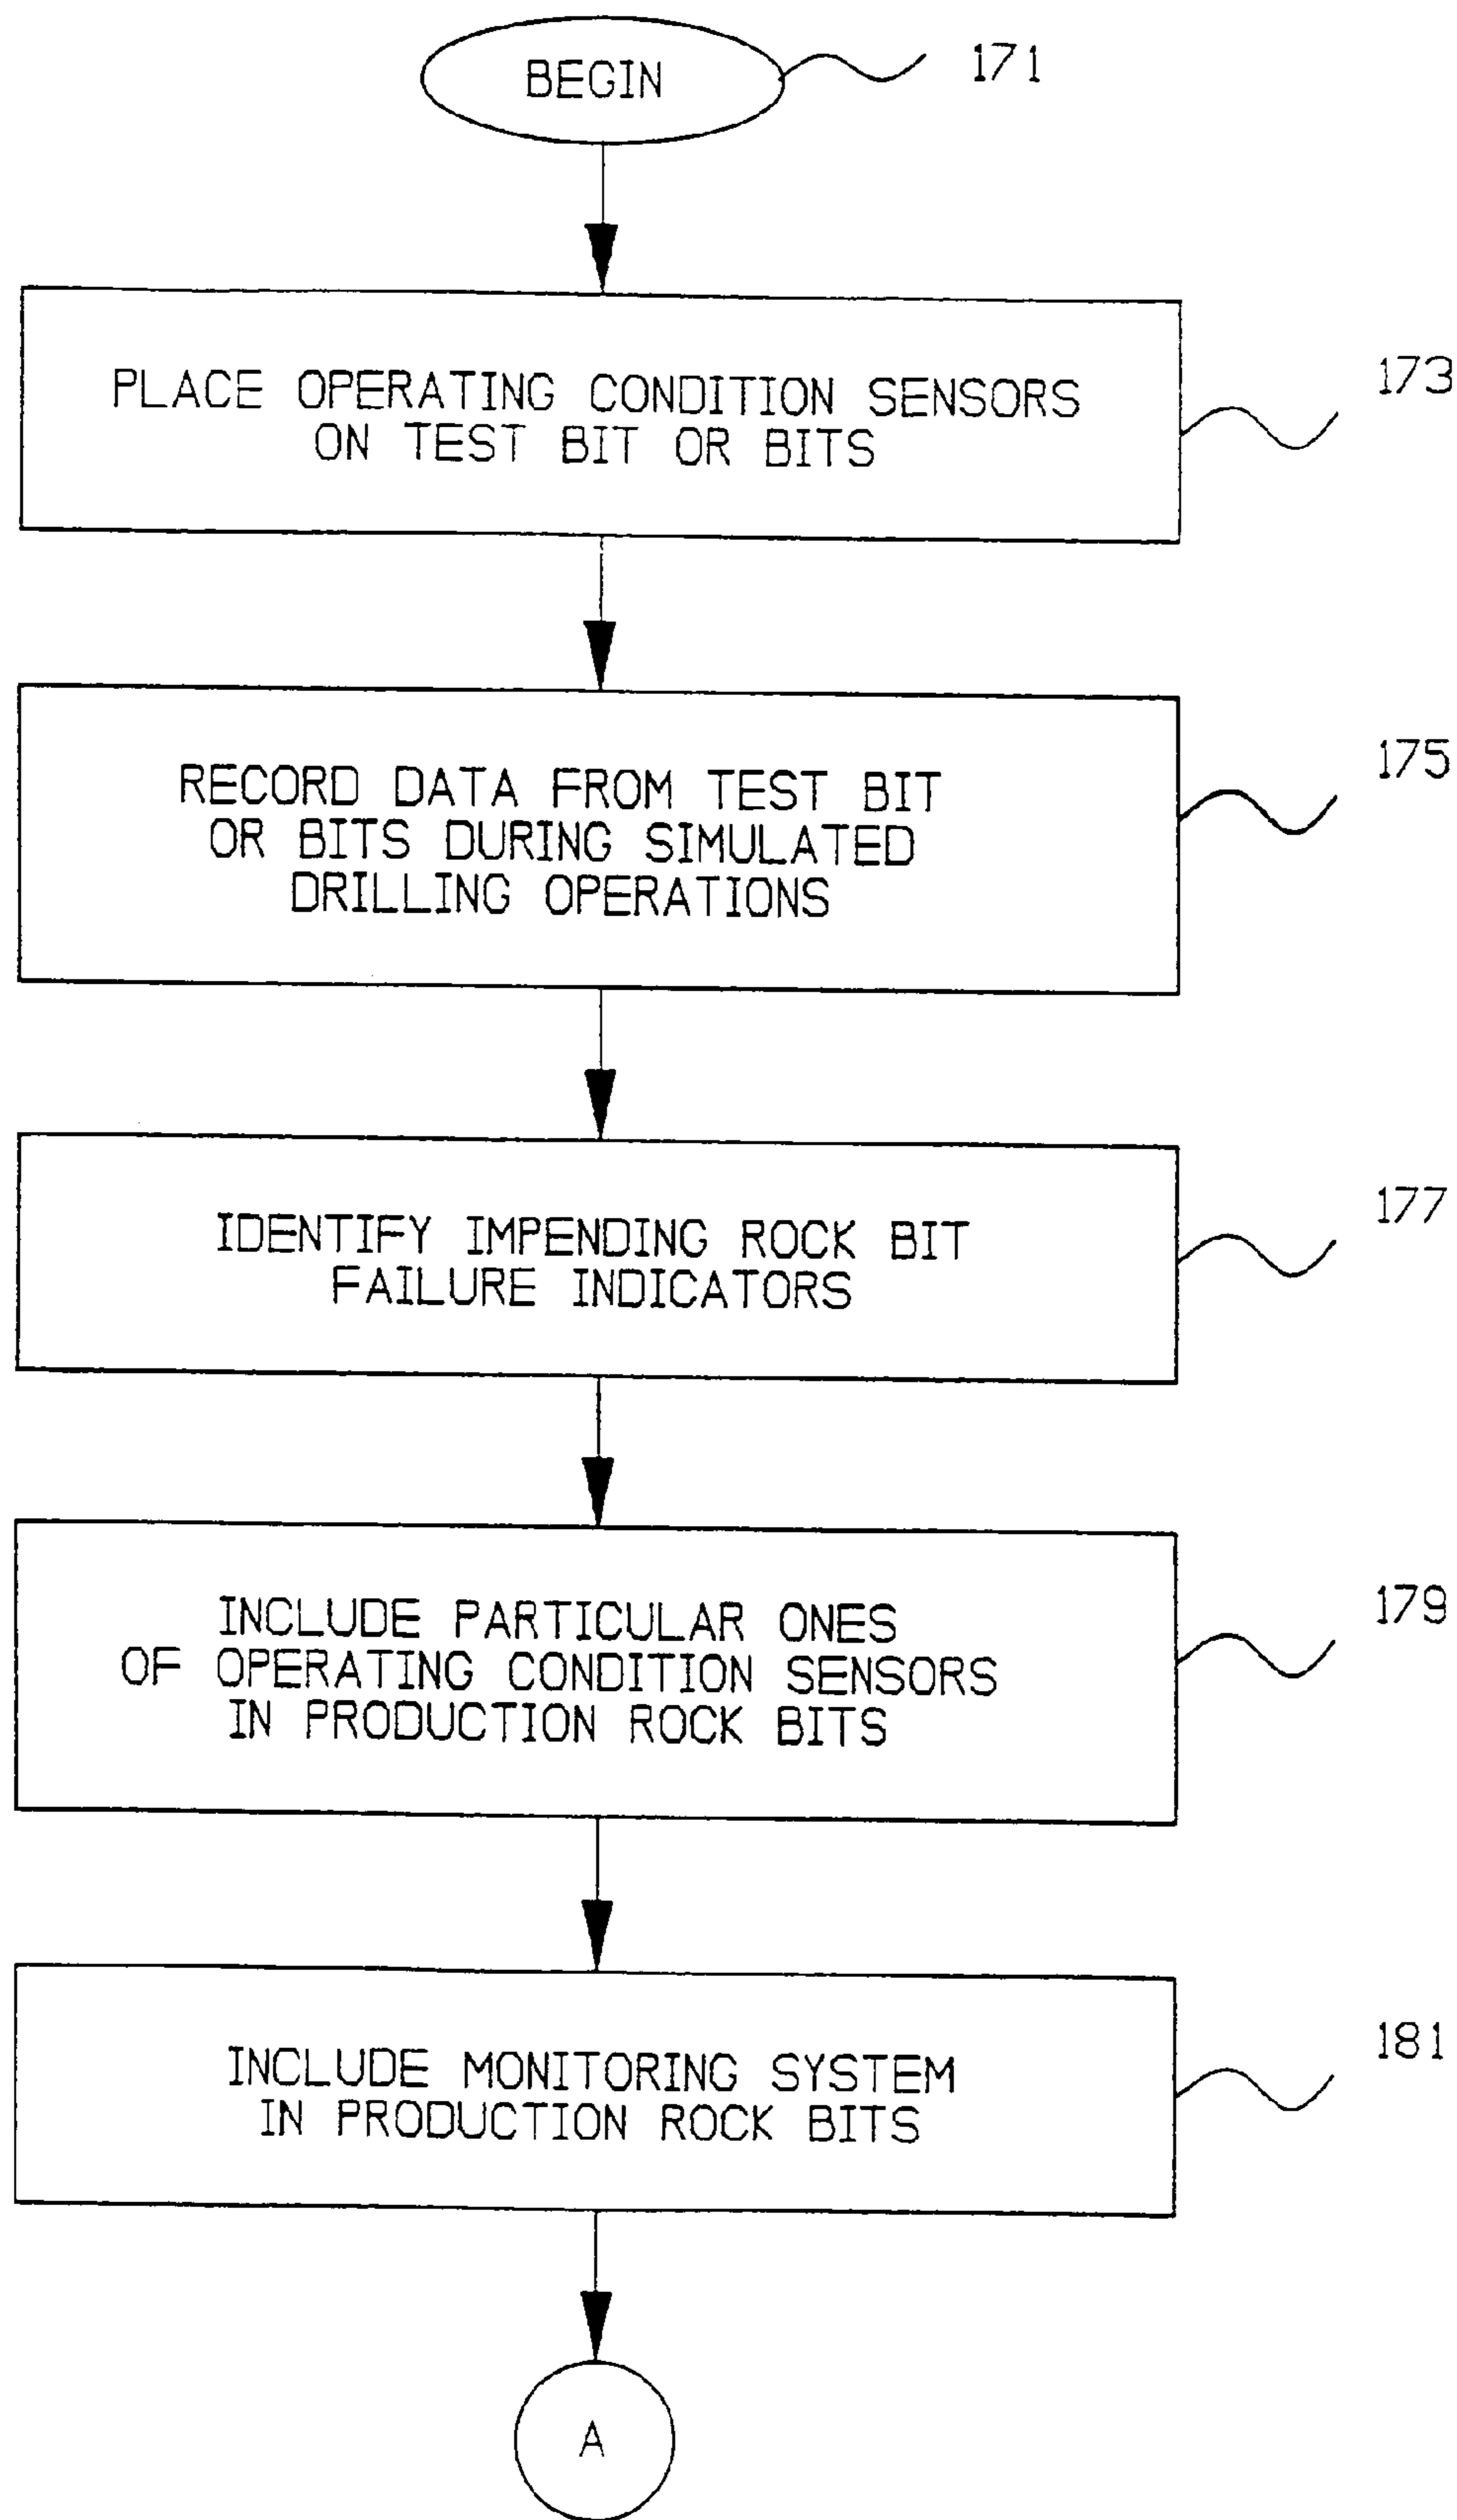 BEGIN
171
PLACE OPERATING CONDITION SENSORS
ON TEST BIT OR BITS
173
RECORD DATA FROM TEST BIT
OR BITS DURING SIMULATED
DRILLING OPERATIONS
175
IDENTIFY IMPENDING ROCK BIT
FAILURE INDICATORS
177
INCLUDE PARTICULAR ONES
OF OPERATING CONDITION SENSORS
IN PRODUCTION ROCK BITS
179
INCLUDE MONITORING SYSTEM
IN PRODUCTION ROCK BITS
181
A